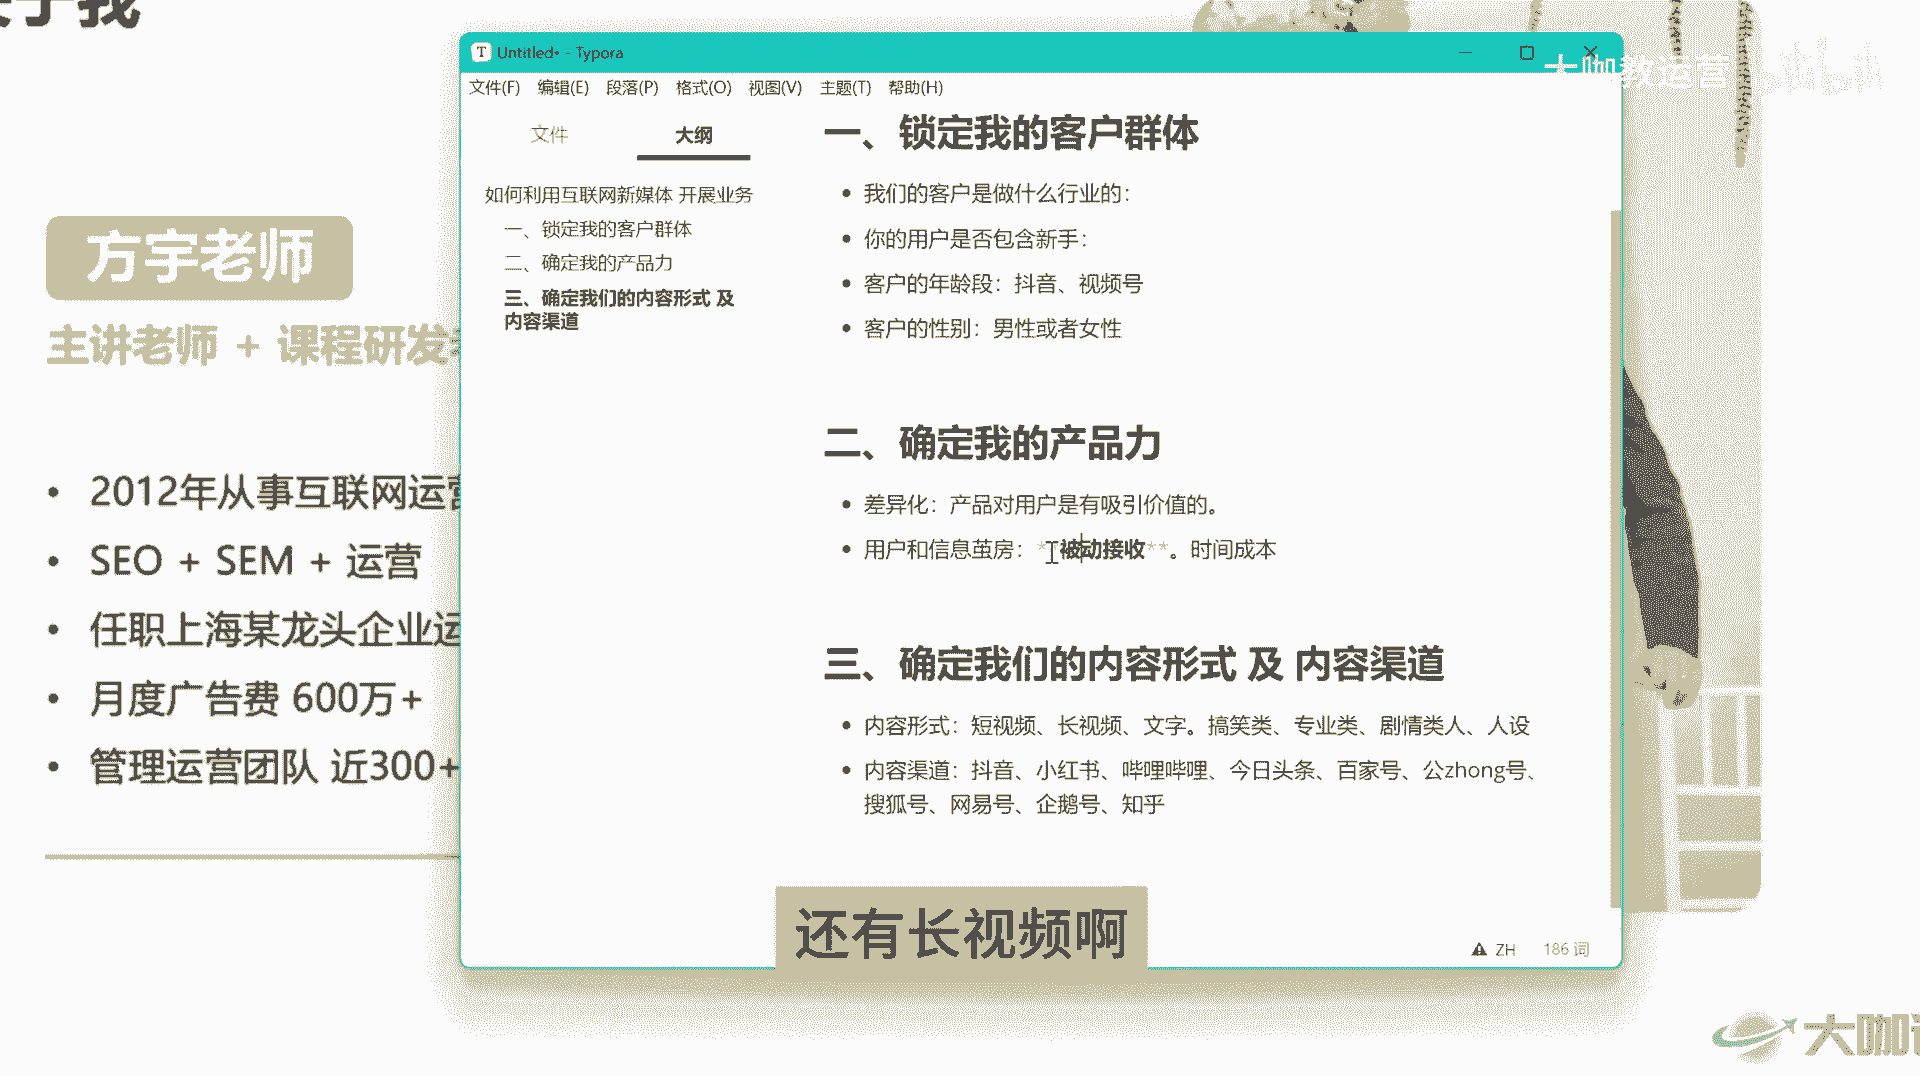 方宇老师
主讲老师 + 课程研发
2012年从事互联网运营
SEO + SEM + 运营
任职上海某龙头企业运
月度广告费 600万+
管理运营团队 近300+
Untitled• - Typora
大咖教运营
bilibili
文件(F) 编辑(E) 段落(P) 格式(O) 视图(V) 主题(T) 帮助(H)
文件 大纲
如何利用互联网新媒体 开展业务
一、锁定我的客户群体
二、确定我的产品力
三、确定我们的内容形式 及
内容渠道
一、锁定我的客户群体
我们的客户是做什么行业的：
你的用户是否包含新手：
客户的年龄段：抖音、视频号
客户的性别：男性或者女性
二、确定我的产品力
差异化：产品对用户是有吸引价值的。
用户和信息茧房：**被动接收**。时间成本
三、确定我们的内容形式 及 内容渠道
内容形式：短视频、长视频、文字。搞笑类、专业类、剧情类人、人设
内容渠道：抖音、小红书、哔哩哔哩、今日头条、百家号、公zhong号、
搜狐号、网易号、企鹅号、知乎
ZH 186 词
还有长视频啊
大咖